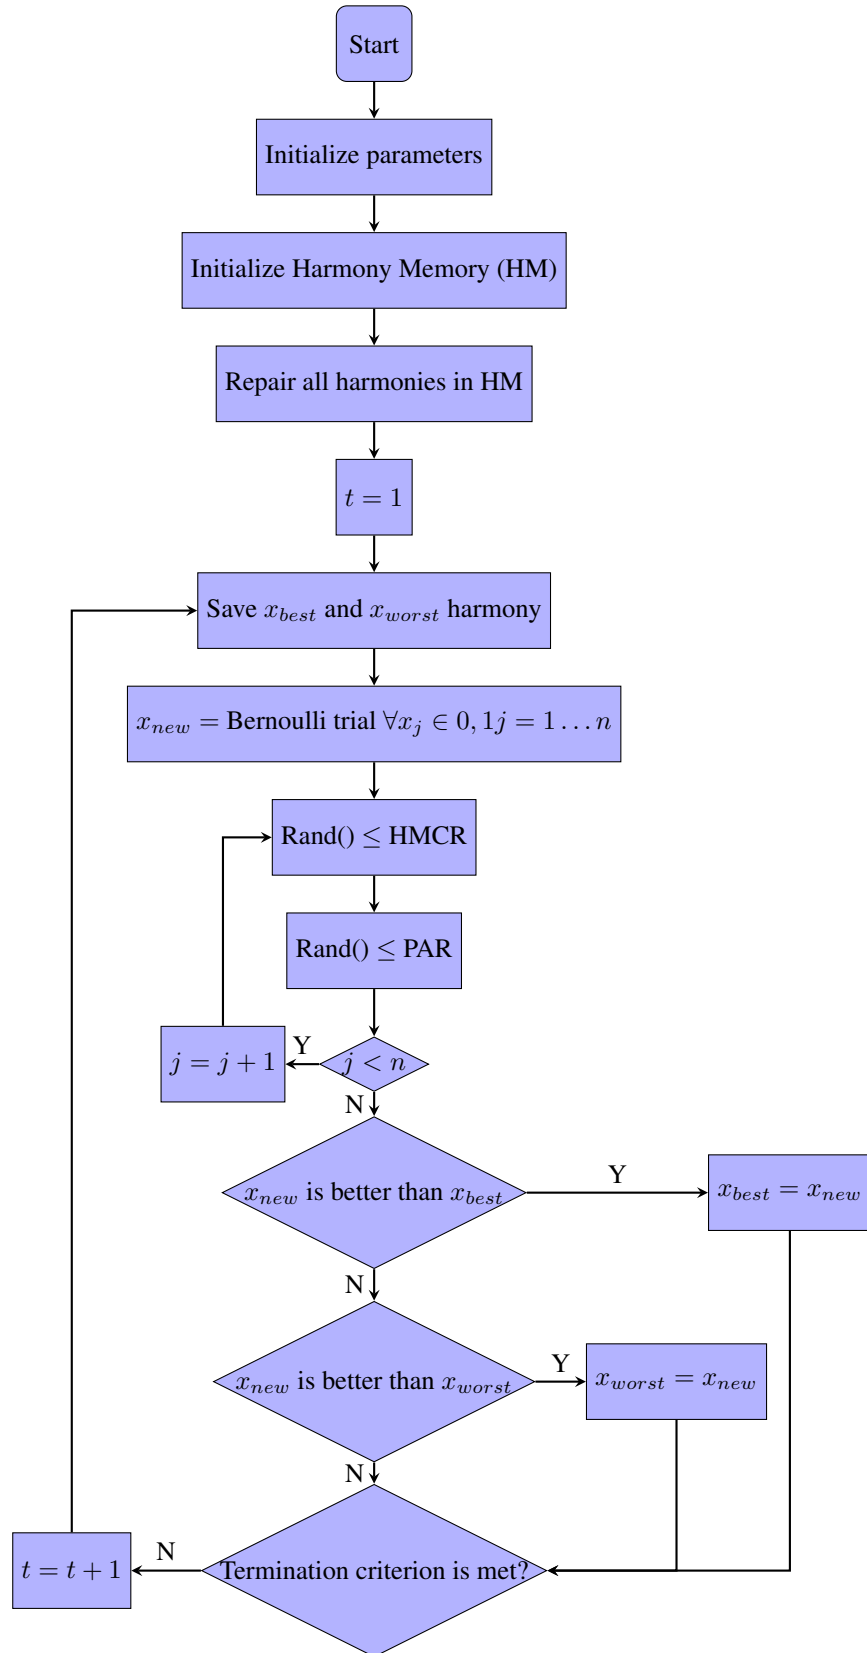 Start
Initialize parameters
Initialize Harmony Memory (HM)
Repair all harmonies in HM
t = 1
Save x_best and x_worst harmony
x_new = Bernoulli trial ∀x_j ∈ 0, 1j = 1 … n
Rand() ≤ HMCR
Rand() ≤ PAR
j = j + 1
Y
j < n
N
x_new is better than x_best
Y
x_best = x_new
N
x_new is better than x_worst
Y
x_worst = x_new
N
t = t + 1
N
Termination criterion is met?